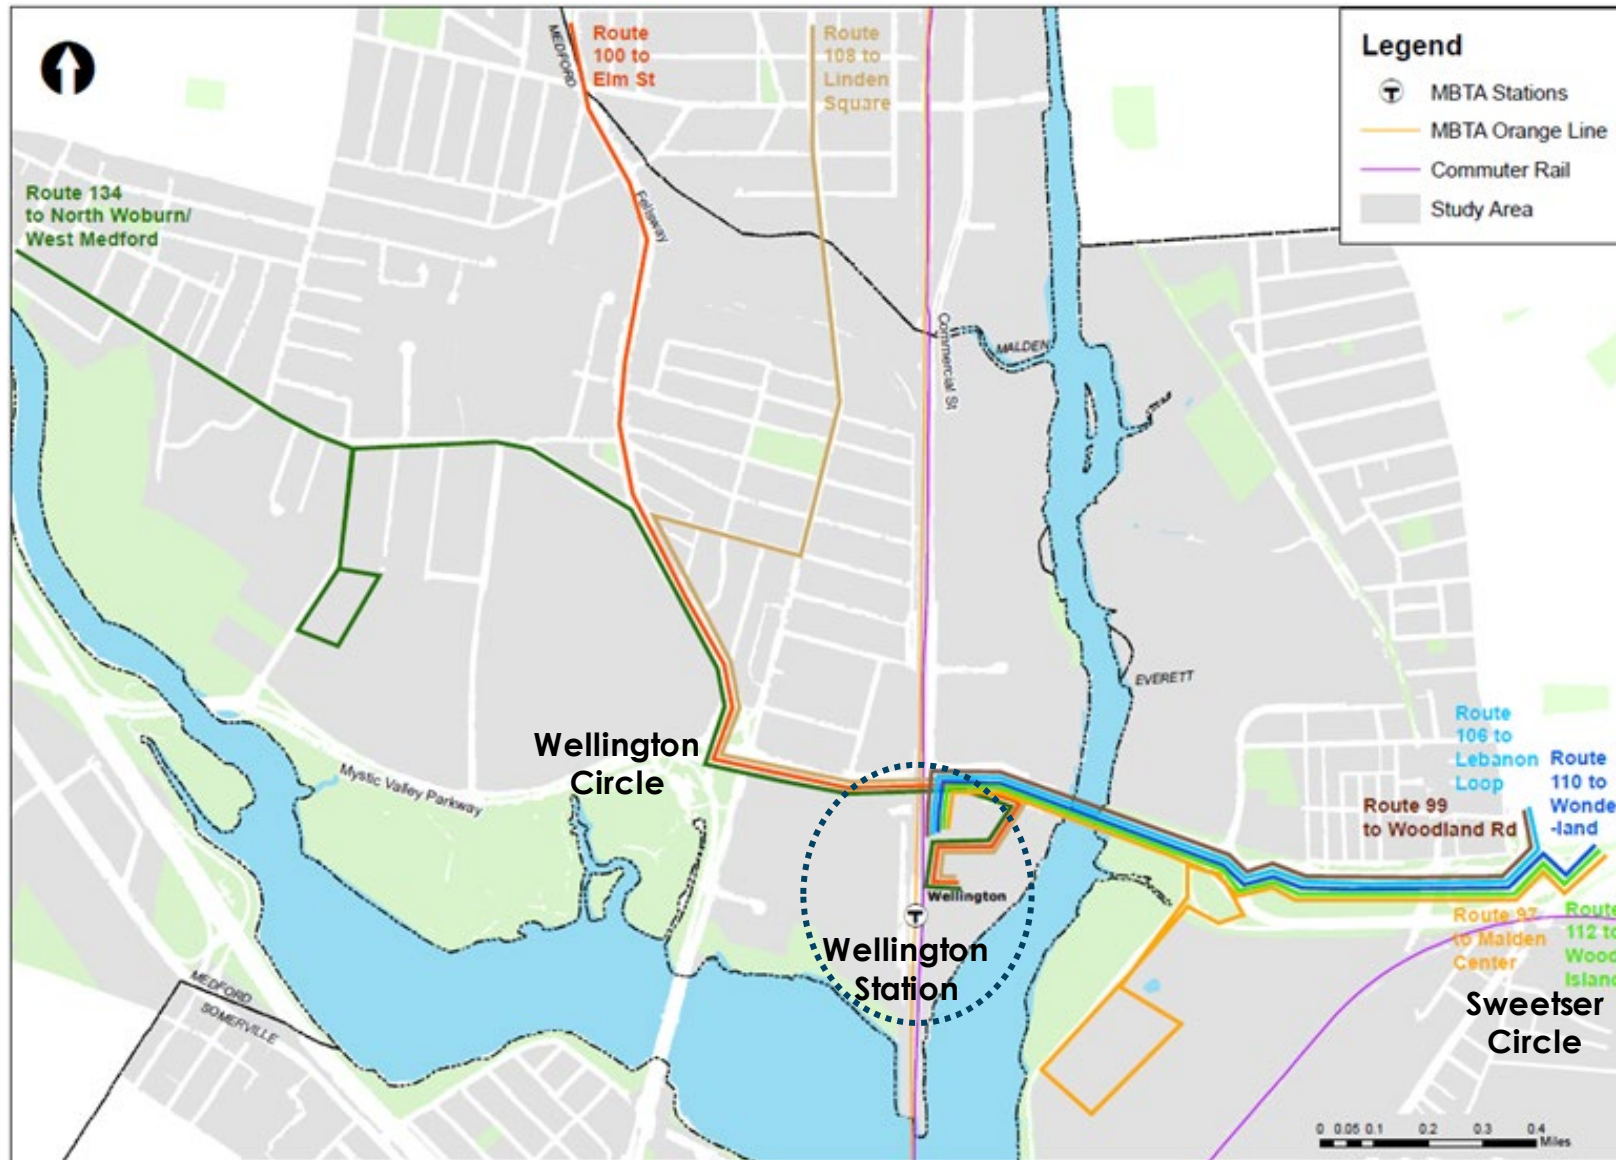 Route
100 to
Elm St
Route
108 to
Linden
Square
Legend
MBTA Stations
MBTA Orange Line
Commuter Rail
Study Area
MEDFORD
Fellsway
Route 134
to North Woburn/
West Medford
Commercial St
MALDEN
EVERETT
Wellington
Circle
Mystic Valley Parkway
Route
106 to
Lebanon
Loop
Route
110 to
Wonde
-land
Route 99
to Woodland Rd
Wellington
T
Wellington
Station
Route 97
to Malden
Center
Route
112 to
Wood
Island
Sweetser
Circle
MEDFORD
SOMERVILLE
0 0.05 0.1 0.2 0.3 0.4
Miles